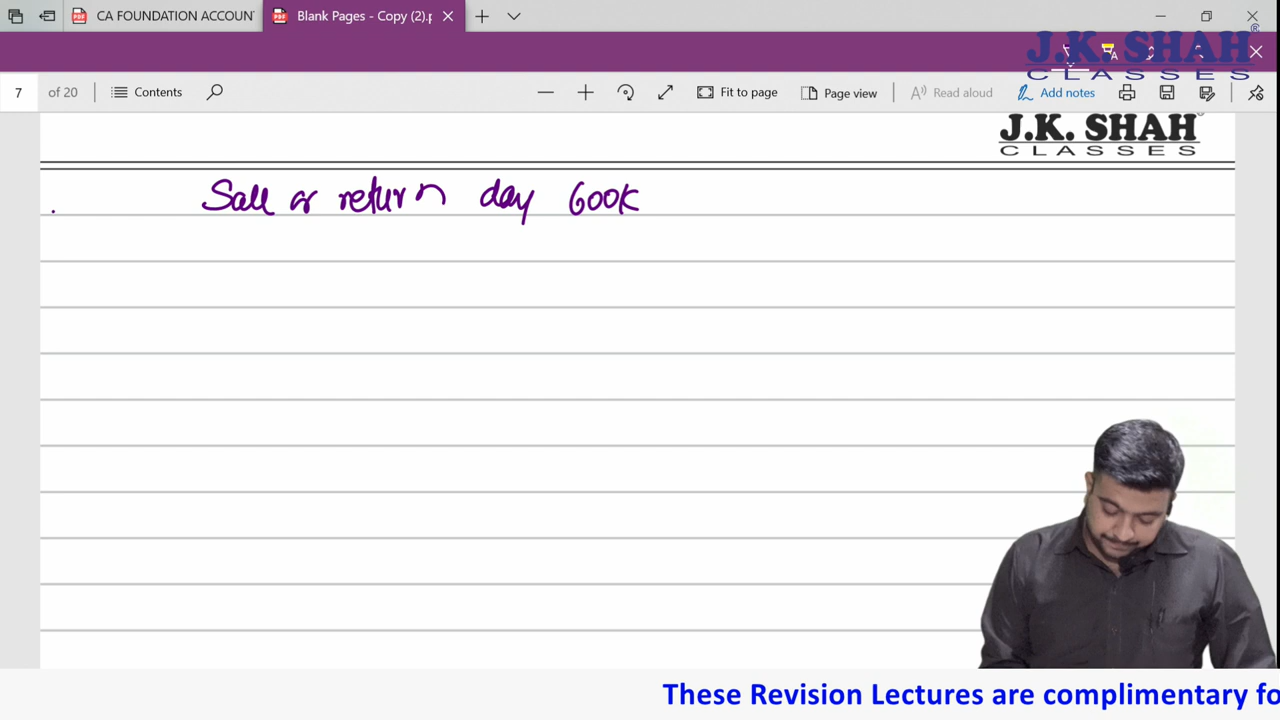 CA FOUNDATION ACCOUN
Blank Pages - Copy (2).p
J.K. SHAH®
CLASSES
7 of 20
Contents
Fit to page
Page view
Read aloud
Add notes
J.K. SHAH
CLASSES
Sale or return day book
These Revision Lectures are complimentary fo